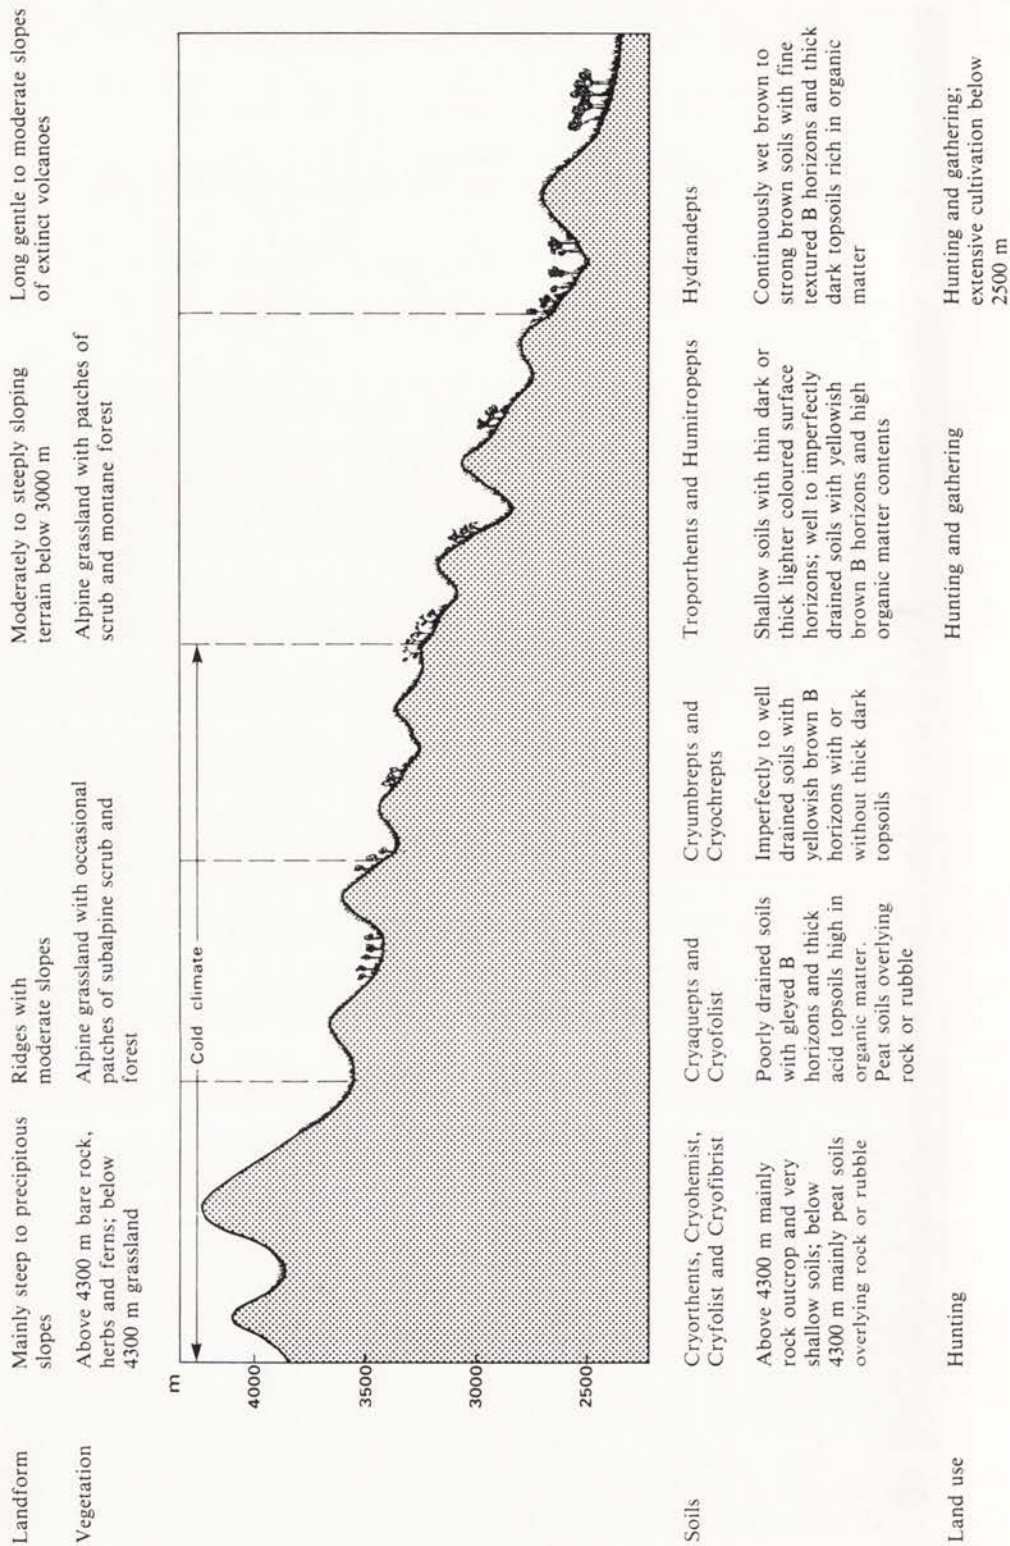 Landform
Mainly steep to precipitous
slopes
Ridges with
moderate slopes
Moderately to steeply sloping
terrain below 3000 m
Long gentle to moderate slopes
of extinct volcanoes
Vegetation
Above 4300 m bare rock,
herbs and ferns; below
4300 m grassland
Alpine grassland with occasional
patches of subalpine scrub and
forest
Alpine grassland with patches of
scrub and montane forest
m
4000
3500
3000
2500
Cold climate
Soils
Cryorthents, Cryohemist,
Cryfolist and Cryofibrist
Cryaquepts and
Cryofolist
Cryumbrepts and
Cryochrepts
Troporthents and Humitropepts
Hydrandepts
Above 4300 m mainly
rock outcrop and very
shallow soils; below
4300 m mainly peat soils
overlying rock or rubble
Poorly drained soils
with gleyed B
horizons and thick
acid topsoils high in
organic matter.
Peat soils overlying
rock or rubble
Imperfectly to well
drained soils with
yellowish brown B
horizons with or
without thick dark
topsoils
Shallow soils with thin dark or
thick lighter coloured surface
horizons; well to imperfectly
drained soils with yellowish
brown B horizons and high
organic matter contents
Continuously wet brown to
strong brown soils with fine
textured B horizons and thick
dark topsoils rich in organic
matter
Land use
Hunting
Hunting and gathering
Hunting and gathering;
extensive cultivation below
2500 m